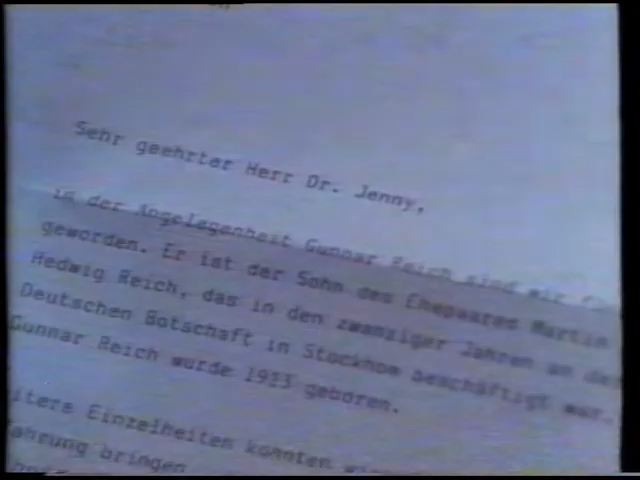 Sehr geehrter Herr Dr. Jenny,
in der Angelegenheit Gunnar Reich sind wir
geworden. Er ist der Sohn des Ehepaares Martin
Hedwig Reich, das in den zwanziger Jahren an der
Deutschen Botschaft in Stockhom beschäftigt war.
Gunnar Reich wurde 1933 geboren.
itere Einzelheiten konnten
fahrung bringen